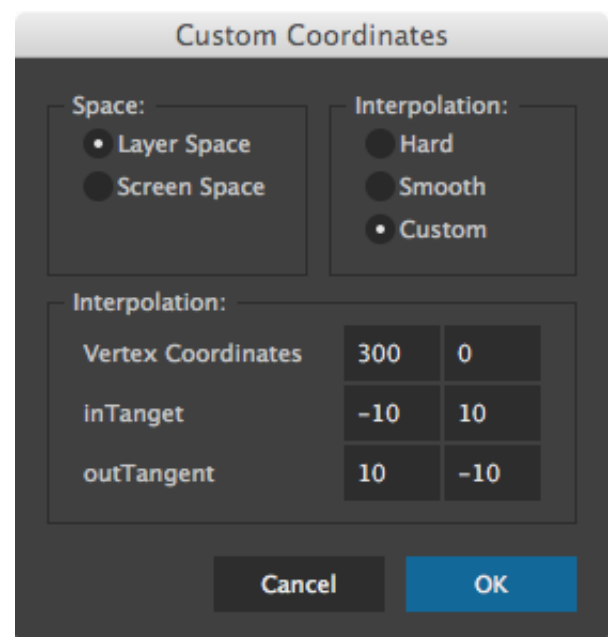 Custom Coordinates
Space:
Layer Space
Screen Space
Interpolation:
Hard
Smooth
Custom
Interpolation:
Vertex Coordinates 300 0
inTanget -10 10
outTangent 10 -10
Cancel OK